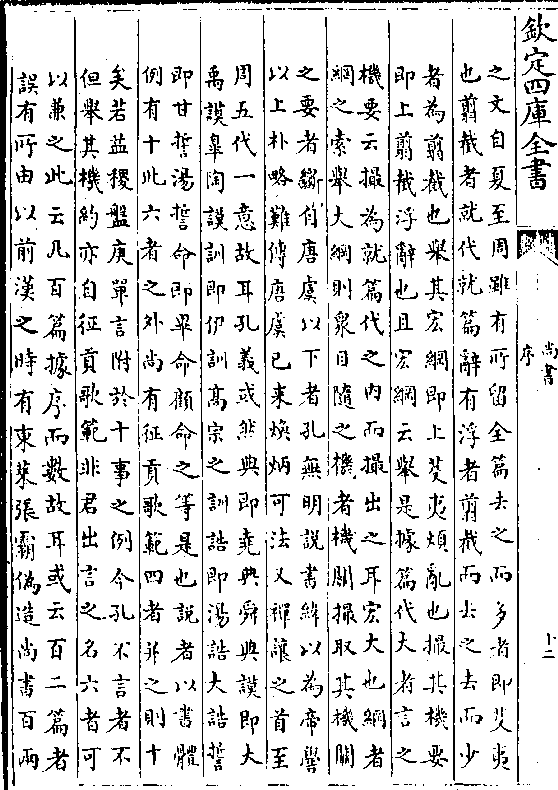 欽定四庫全書
尚書
序
十二
之文自夏至周雖有所留全篇去之而多者即芟夷
也翦截者就代就篇辭有浮者翦截而去之去而少
者為翦截也舉其宏綱即上芟夷煩亂也撮其機要
即上翦截浮辭也且宏綱云舉是據篇代大者言之
機要云撮為就篇代之内而撮出之耳宏大也綱者
網之索舉大綱則衆目隨之機者機關撮取其機關
之要者斷自唐虞以下者孔無明說書緯以為帝嚳
以上朴略難傳唐虞已來煥炳可法又禪讓之首至
周五代一意故耳孔義或然典即堯典舜典謨即大
禹謨臯陶謨訓即伊訓高宗之訓誥即湯誥大誥誓
即甘誓湯誓命即畢命顧命之等是也說者以書體
例有十此六者之外尚有征貢歌範四者并之則十
矣若益稷盤庚單言附於十事之例今孔不言者不
但舉其機約亦自征貢歌範非君出言之名六者可
以兼之此云凡百篇據序而數故耳或云百二篇者
誤有所由以前漢之時有東萊張霸偽造尚書百兩